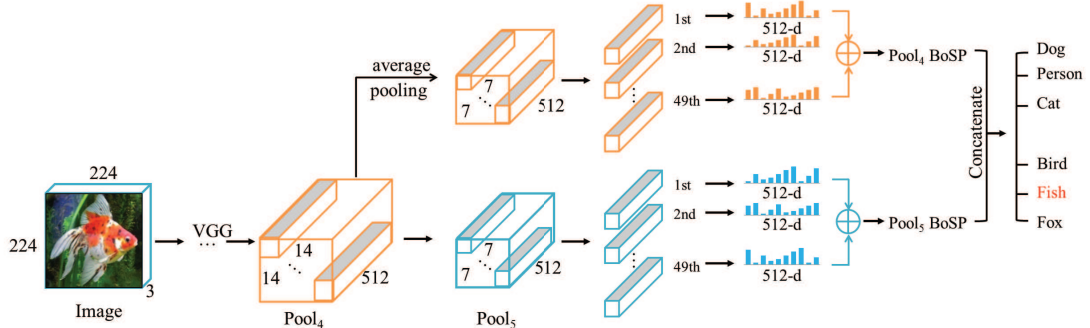 224
224
3
Image
VGG
...
14
14
...
512
Pool4
average
pooling
7
7
...
512
1st
2nd
⋮
49th
512-d
512-d
512-d
Pool4 BoSP
7
7
...
512
Pool5
1st
2nd
⋮
49th
512-d
512-d
512-d
Pool5 BoSP
Concatenate
Dog
Person
Cat
Bird
Fish
Fox